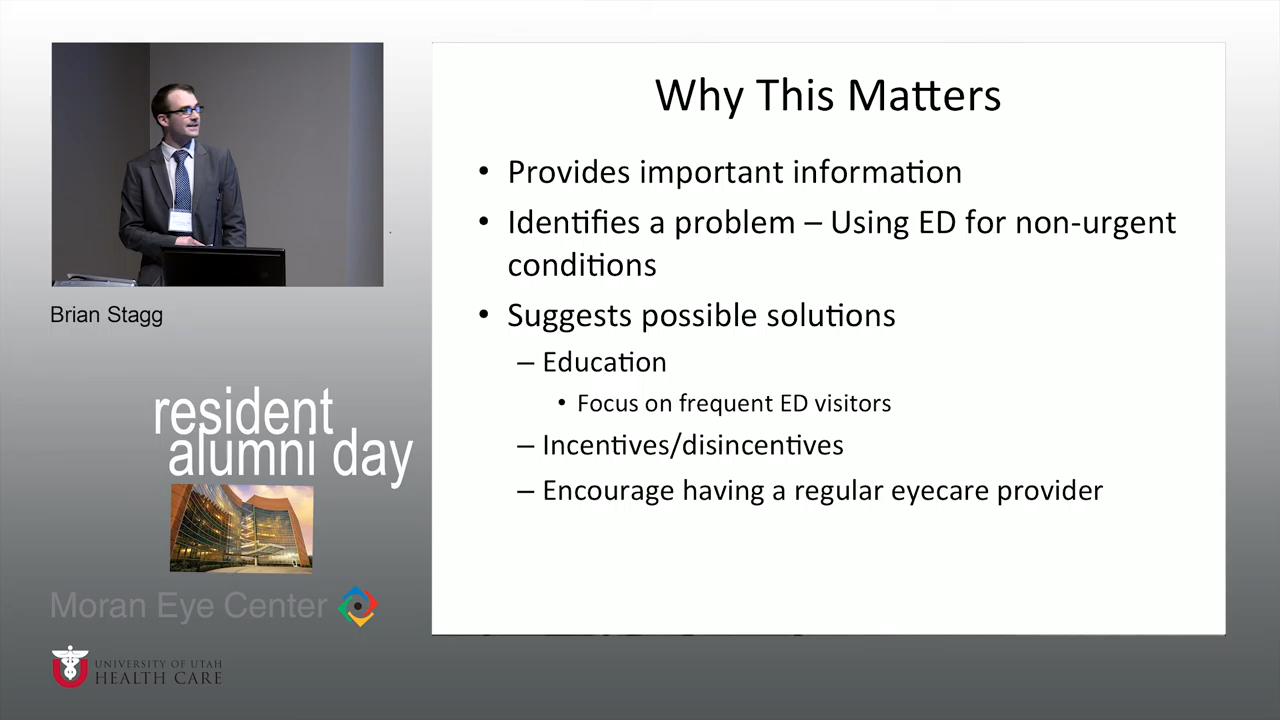 Brian Stagg
resident
alumni day
Moran Eye Center
UNIVERSITY OF UTAH
HEALTH CARE
Why This Matters
• Provides important information
• Identifies a problem – Using ED for non-urgent
conditions
• Suggests possible solutions
– Education
• Focus on frequent ED visitors
– Incentives/disincentives
– Encourage having a regular eyecare provider